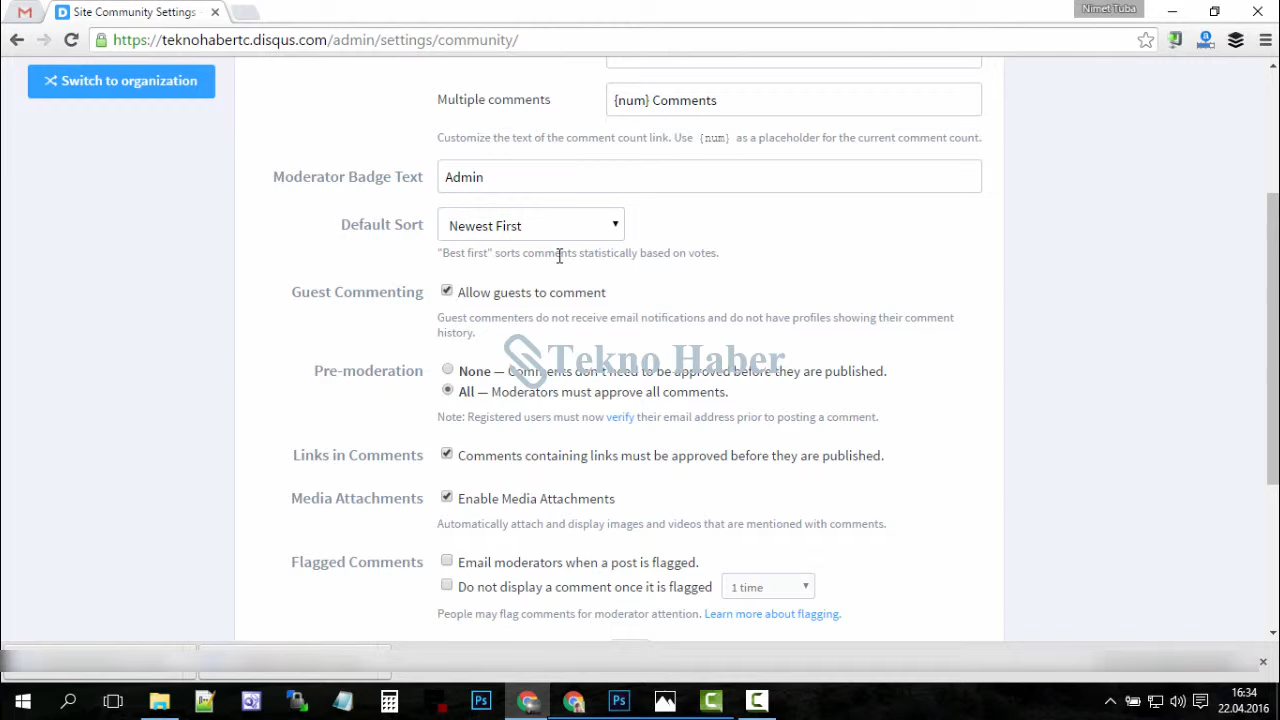 Site Community Settings
Nimet Tuba
https://teknohabertc.disqus.com/admin/settings/community/
Switch to organization
Multiple comments
{num} Comments
Customize the text of the comment count link. Use {num} as a placeholder for the current comment count.
Moderator Badge Text
Admin
Default Sort
Newest First
"Best first" sorts comments statistically based on votes.
Guest Commenting
Allow guests to comment
Guest commenters do not receive email notifications and do not have profiles showing their comment
history.
Tekno Haber
Pre-moderation
None — Comments don't need to be approved before they are published.
All — Moderators must approve all comments.
Note: Registered users must now verify their email address prior to posting a comment.
Links in Comments
Comments containing links must be approved before they are published.
Media Attachments
Enable Media Attachments
Automatically attach and display images and videos that are mentioned with comments.
Flagged Comments
Email moderators when a post is flagged.
Do not display a comment once it is flagged
1 time
People may flag comments for moderator attention. Learn more about flagging.
16:34
22.04.2016